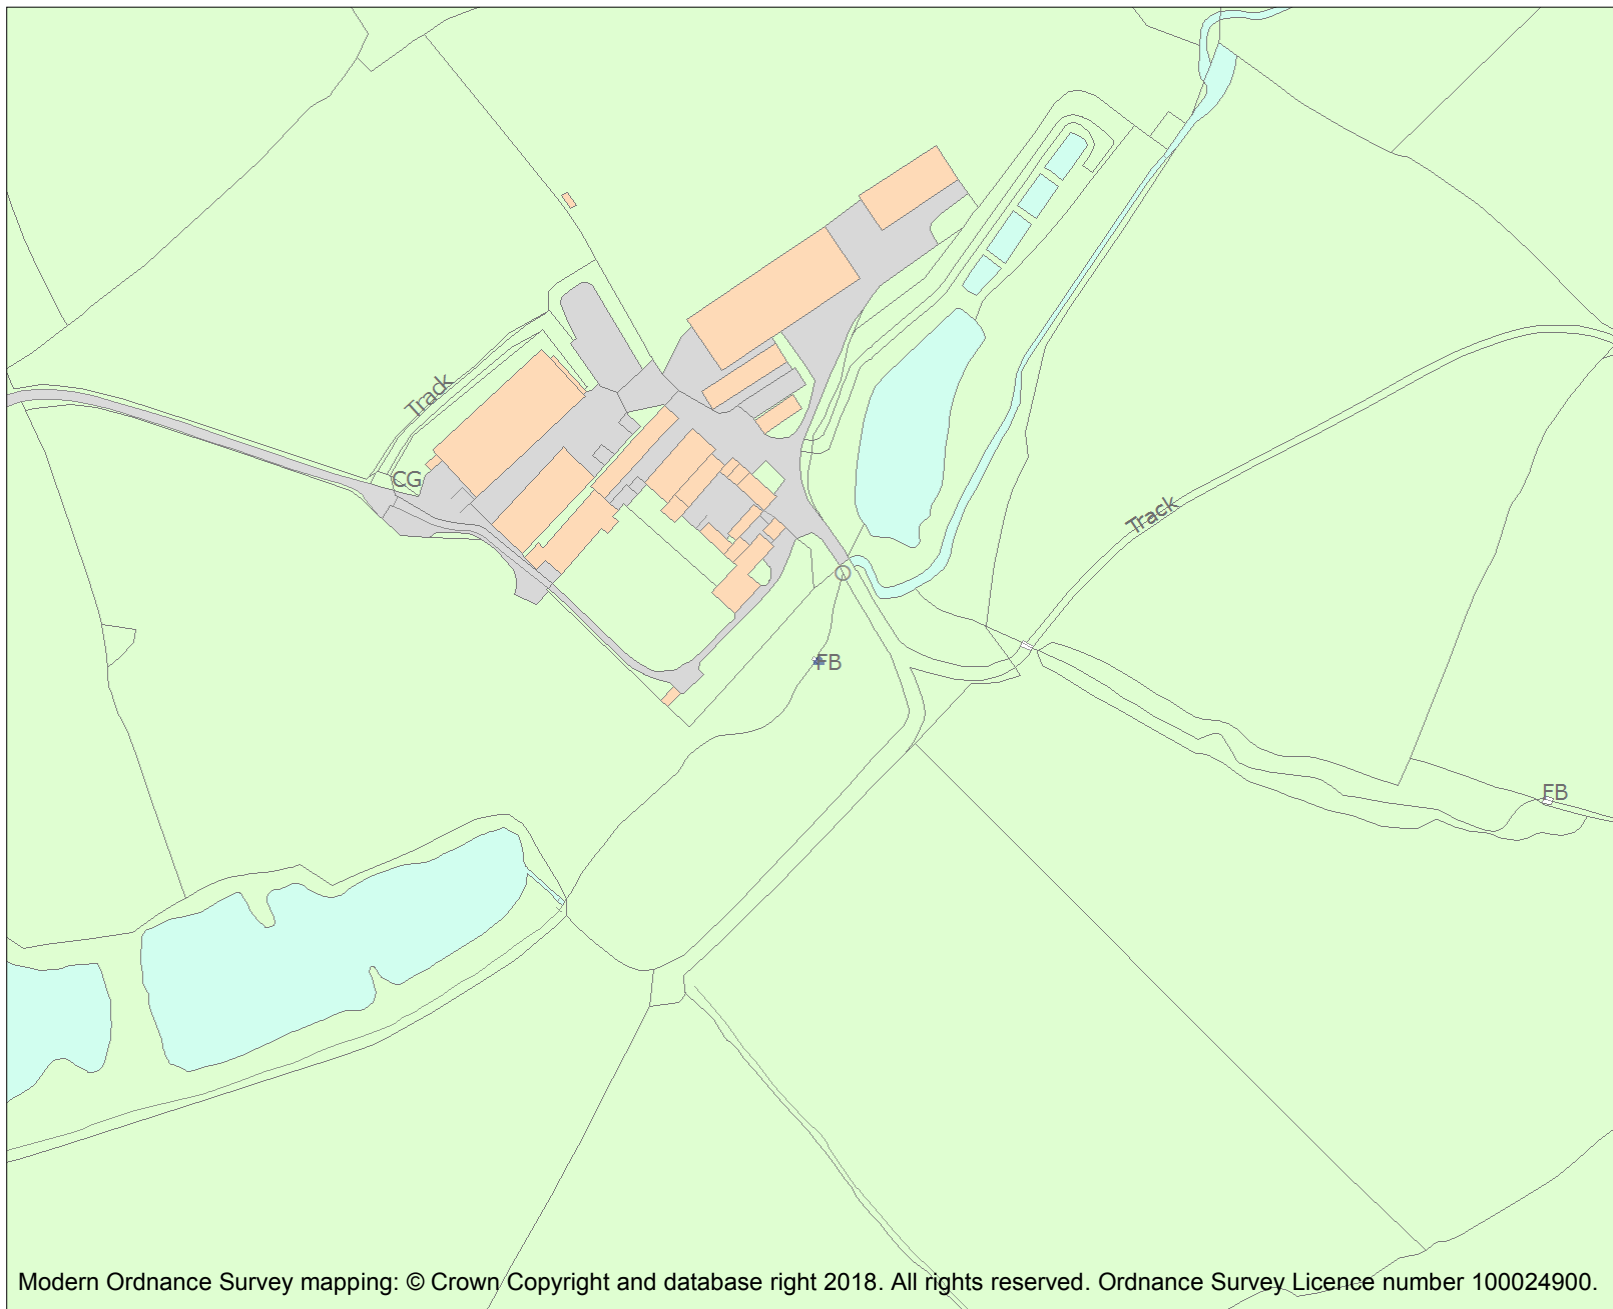 Track
CG
Track
FB
FB
Modern Ordnance Survey mapping: © Crown Copyright and database right 2018. All rights reserved. Ordnance Survey Licence number 100024900.